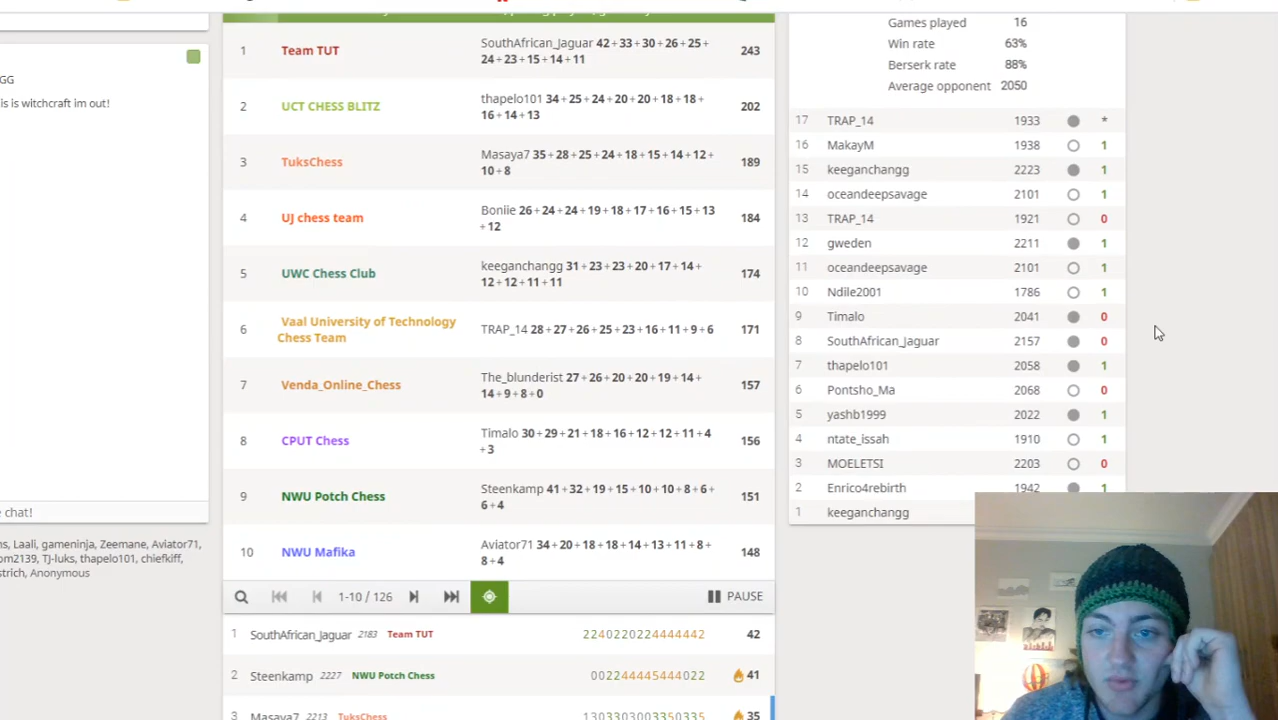 GG
is is witchcraft im out!
e chat!
ns, Laali, gameninja, Zeemane, Aviator71,
om2139, TJ-luks, thapelo101, chiefkiff,
strich, Anonymous
1 Team TUT SouthAfrican_Jaguar 42 + 33 + 30 + 26 + 25 + 243
24 + 23 + 15 + 14 + 11
2 UCT CHESS BLITZ thapelo101 34 + 25 + 24 + 20 + 20 + 18 + 18 + 202
16 + 14 + 13
3 TuksChess Masaya7 35 + 28 + 25 + 24 + 18 + 15 + 14 + 12 + 189
10 + 8
4 UJ chess team Boniie 26 + 24 + 24 + 19 + 18 + 17 + 16 + 15 + 13 184
+ 12
5 UWC Chess Club keeganchangg 31 + 23 + 23 + 20 + 17 + 14 + 174
12 + 12 + 11 + 11
6 Vaal University of Technology TRAP_14 28 + 27 + 26 + 25 + 23 + 16 + 11 + 9 + 6 171
Chess Team
7 Venda_Online_Chess The_blunderist 27 + 26 + 20 + 20 + 19 + 14 + 157
14 + 9 + 8 + 0
8 CPUT Chess Timalo 30 + 29 + 21 + 18 + 16 + 12 + 12 + 11 + 4 156
+ 3
9 NWU Potch Chess Steenkamp 41 + 32 + 19 + 15 + 10 + 10 + 8 + 6 + 151
6 + 4
10 NWU Mafika Aviator71 34 + 20 + 18 + 18 + 14 + 13 + 11 + 8 + 148
8 + 4
1-10 / 126 PAUSE
1 SouthAfrican_Jaguar 2183 Team TUT 2240220224444442 42
2 Steenkamp 2227 NWU Potch Chess 0022444445444022 41
3 Masaya7 2213 TuksChess 1303303003350335 35
Games played 16
Win rate 63%
Berserk rate 88%
Average opponent 2050
17 TRAP_14 1933 *
16 MakayM 1938 1
15 keeganchangg 2223 1
14 oceandeepsavage 2101 1
13 TRAP_14 1921 0
12 gweden 2211 1
11 oceandeepsavage 2101 1
10 Ndile2001 1786 1
9 Timalo 2041 0
8 SouthAfrican_Jaguar 2157 0
7 thapelo101 2058 1
6 Pontsho_Ma 2068 0
5 yashb1999 2022 1
4 ntate_issah 1910 1
3 MOELETSI 2203 0
2 Enrico4rebirth 1942 1
1 keeganchangg